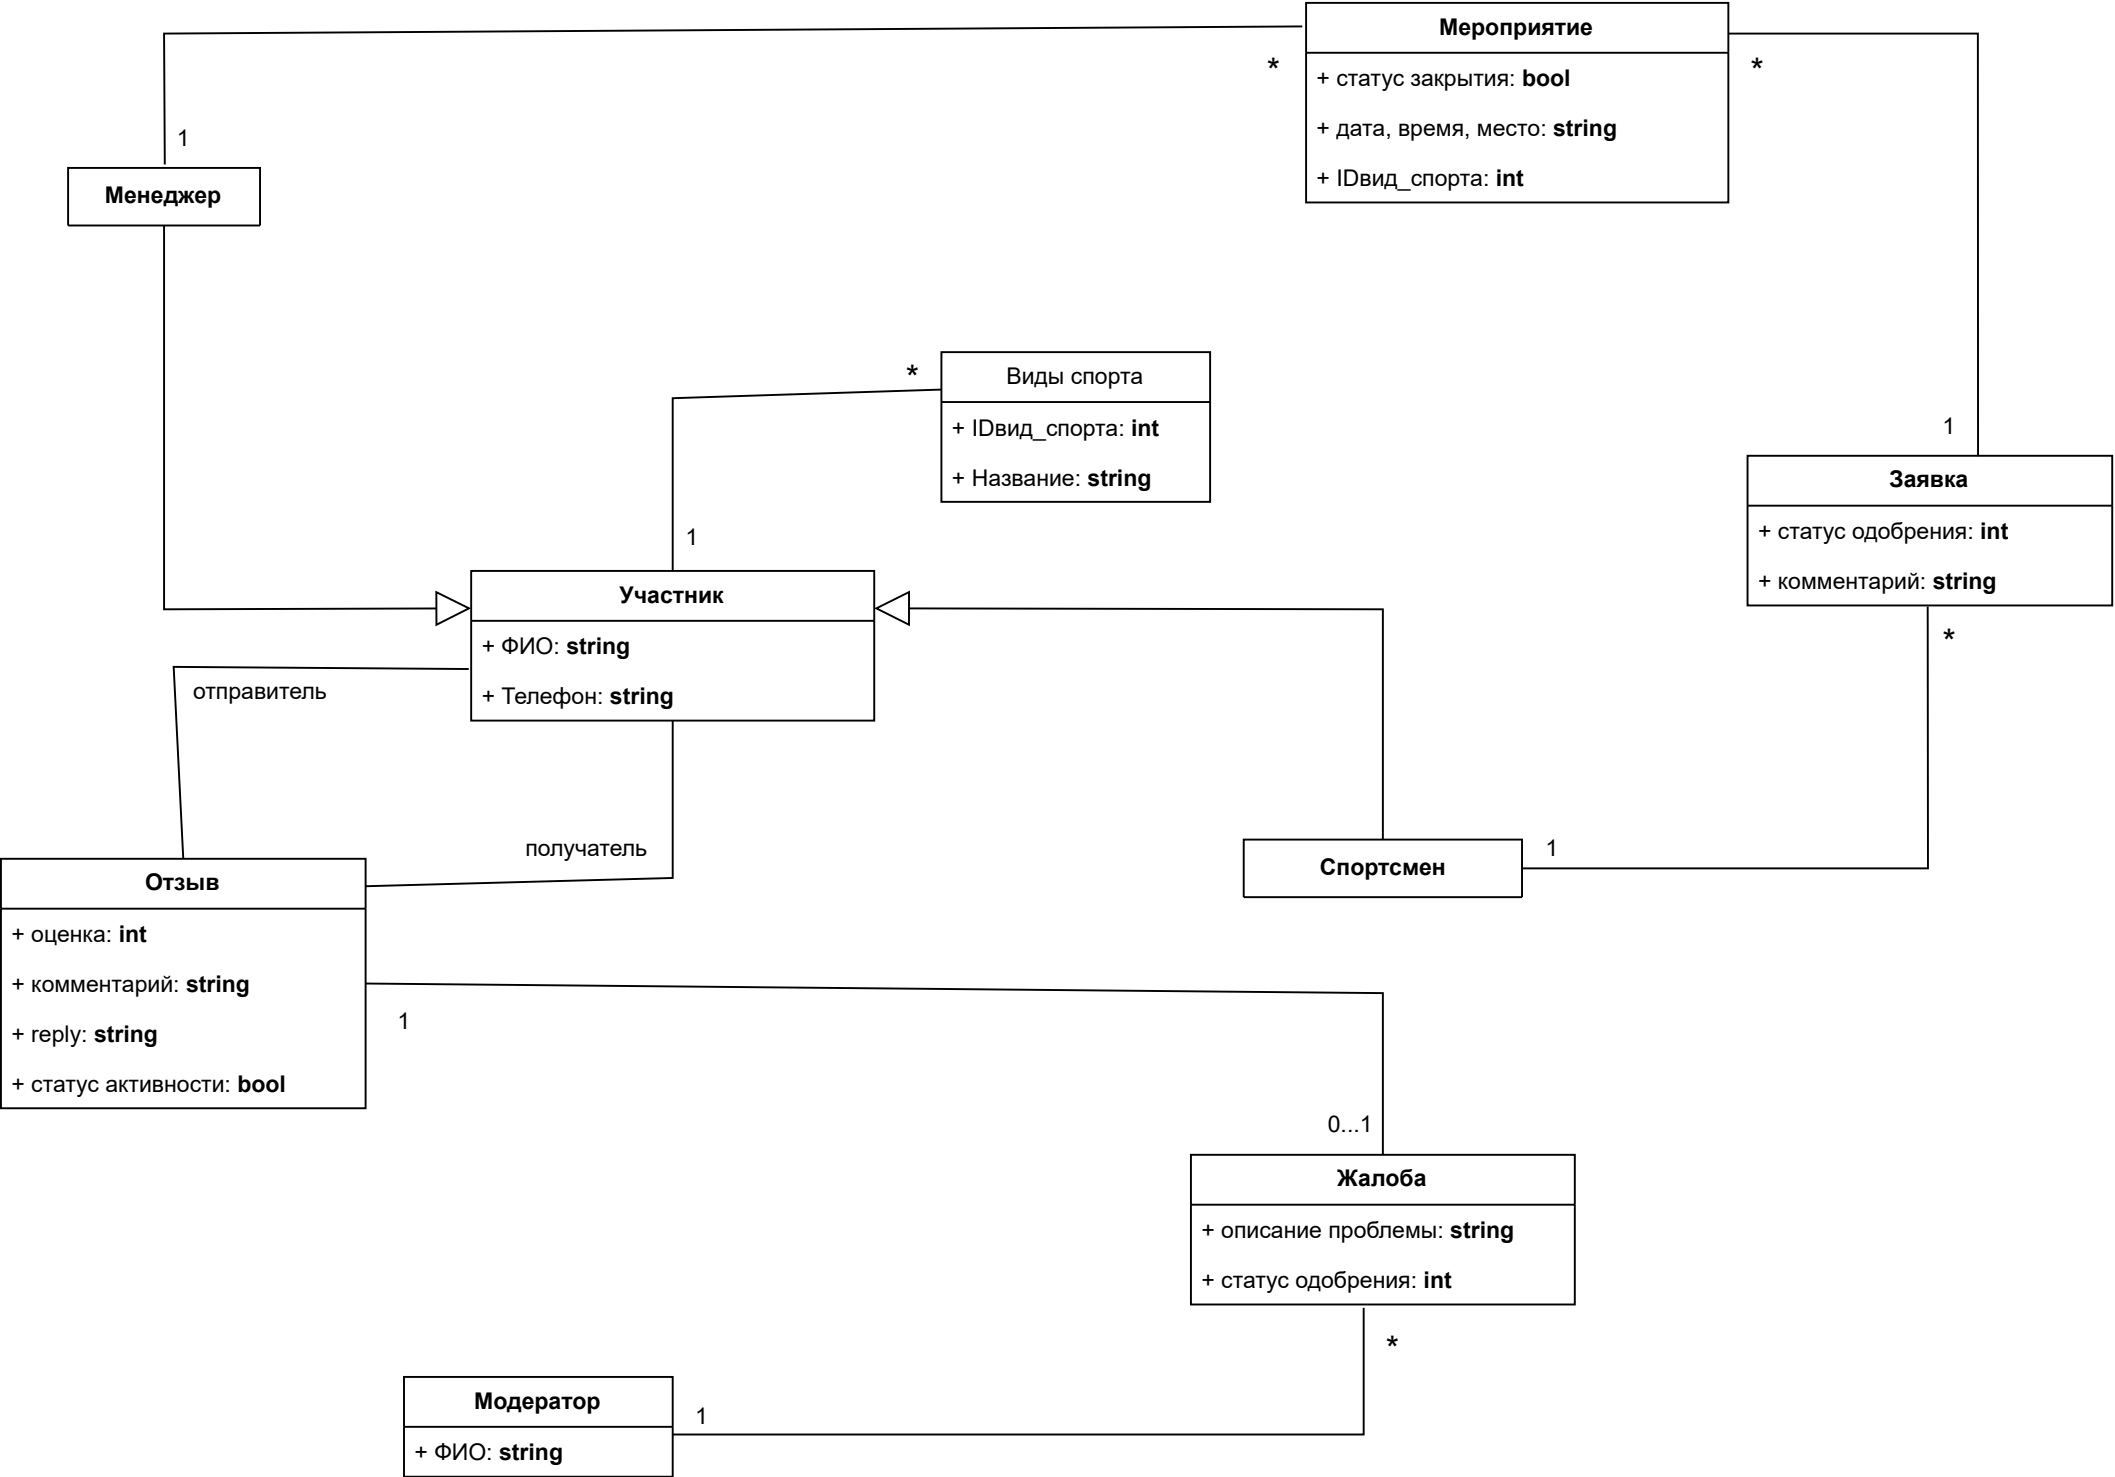 Мероприятие
*
*
+ статус закрытия: bool
+ дата, время, место: string
+ IDвид_спорта: int
1
Менеджер
*
Виды спорта
+ IDвид_спорта: int
+ Название: string
1
1
Заявка
+ статус одобрения: int
+ комментарий: string
*
Участник
+ ФИО: string
+ Телефон: string
отправитель
получатель
Спортсмен
1
Отзыв
+ оценка: int
+ комментарий: string
+ reply: string
+ статус активности: bool
1
0...1
Жалоба
+ описание проблемы: string
+ статус одобрения: int
*
Модератор
+ ФИО: string
1